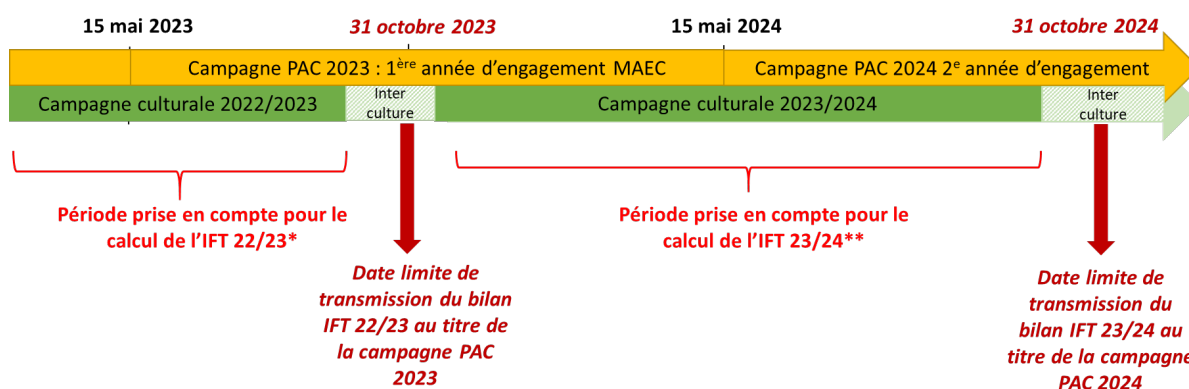 15 mai 2023
31 octobre 2023
15 mai 2024
31 octobre 2024
Campagne PAC 2023 : 1ère année d'engagement MAEC
Campagne PAC 2024 2e année d'engagement
Campagne culturale 2022/2023
Inter
culture
Campagne culturale 2023/2024
Inter
culture
Période prise en compte pour le
calcul de l'IFT 22/23*
Période prise en compte pour le
calcul de l'IFT 23/24**
Date limite de
transmission du bilan
IFT 22/23 au titre de
la campagne PAC
2023
Date limite de
transmission du
bilan IFT 23/24 au
titre de la campagne
PAC 2024